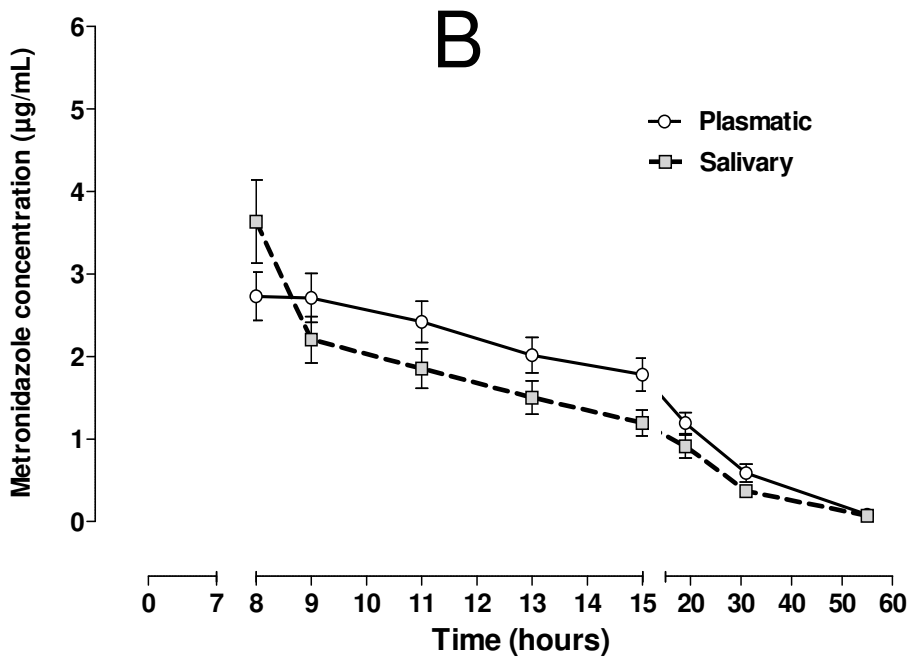 B
Metronidazole concentration (µg/mL)
6
5
4
3
2
1
0
Plasmatic
Salivary
0 7 8 9 10 11 12 13 14 15 20 30 40 50 60
Time (hours)